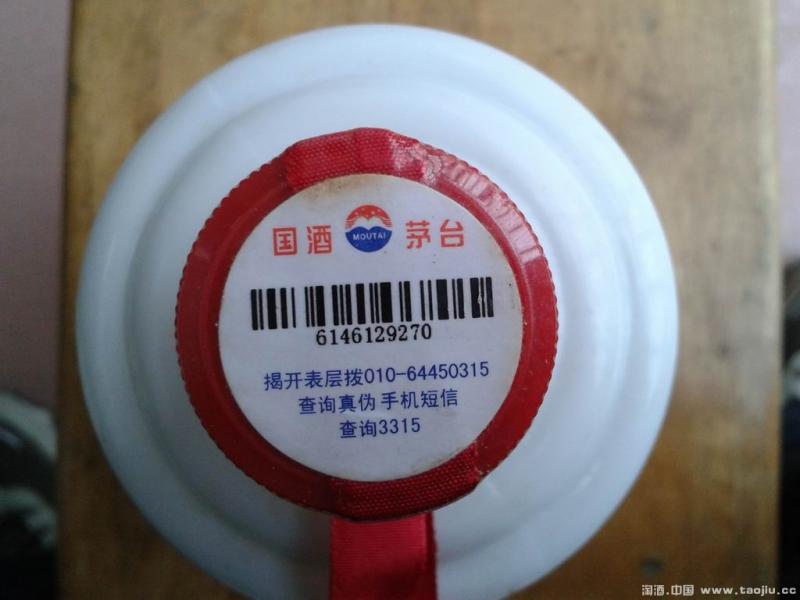 国酒 MOUTAI 茅台
6146129270
揭开表层拨010-64450315
查询真伪 手机短信
查询3315
淘酒.中国 www.taojiu.cc